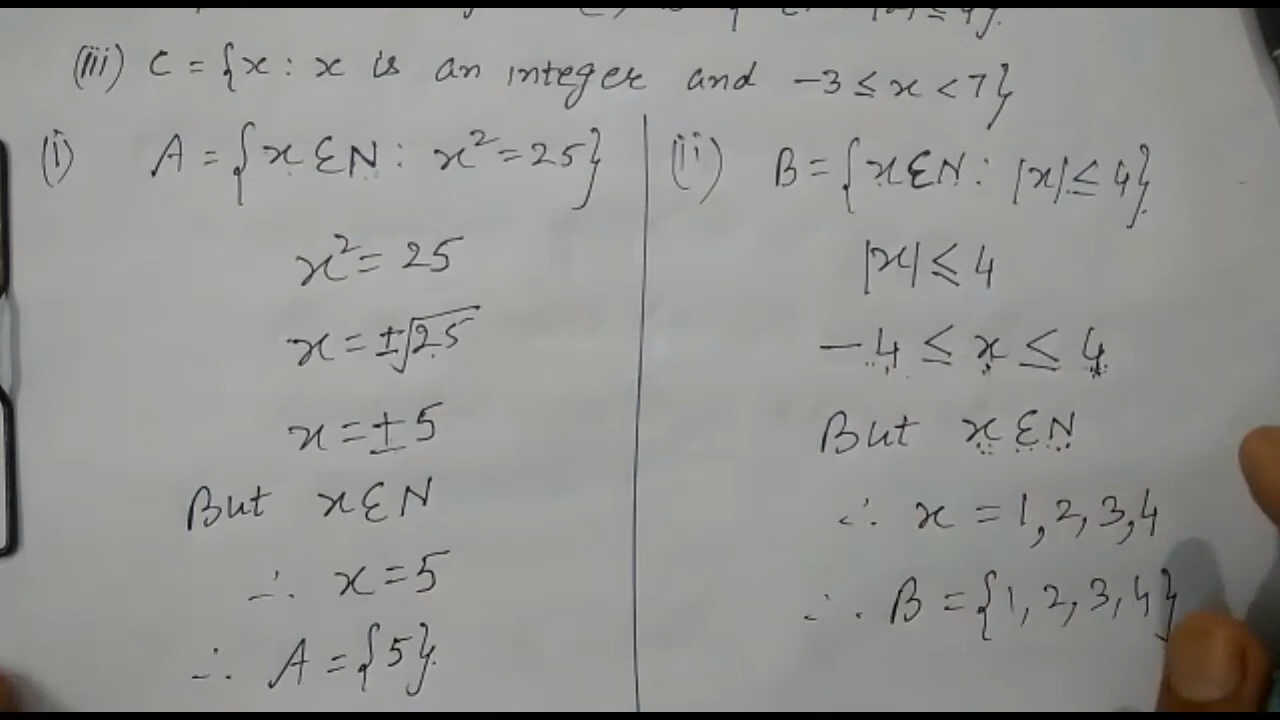 (iii) C = {x : x is an integer and -3 ≤ x < 7}
(i) A = {x ∈ N : x² = 25}
x² = 25
x = ±√25
x = ±5
But x ∈ N
∴ x = 5
∴ A = {5}.
(ii) B = {x ∈ N : |x| ≤ 4}
|x| ≤ 4
-4 ≤ x ≤ 4
But x ∈ N
∴ x = 1, 2, 3, 4
∴ B = {1, 2, 3, 4}